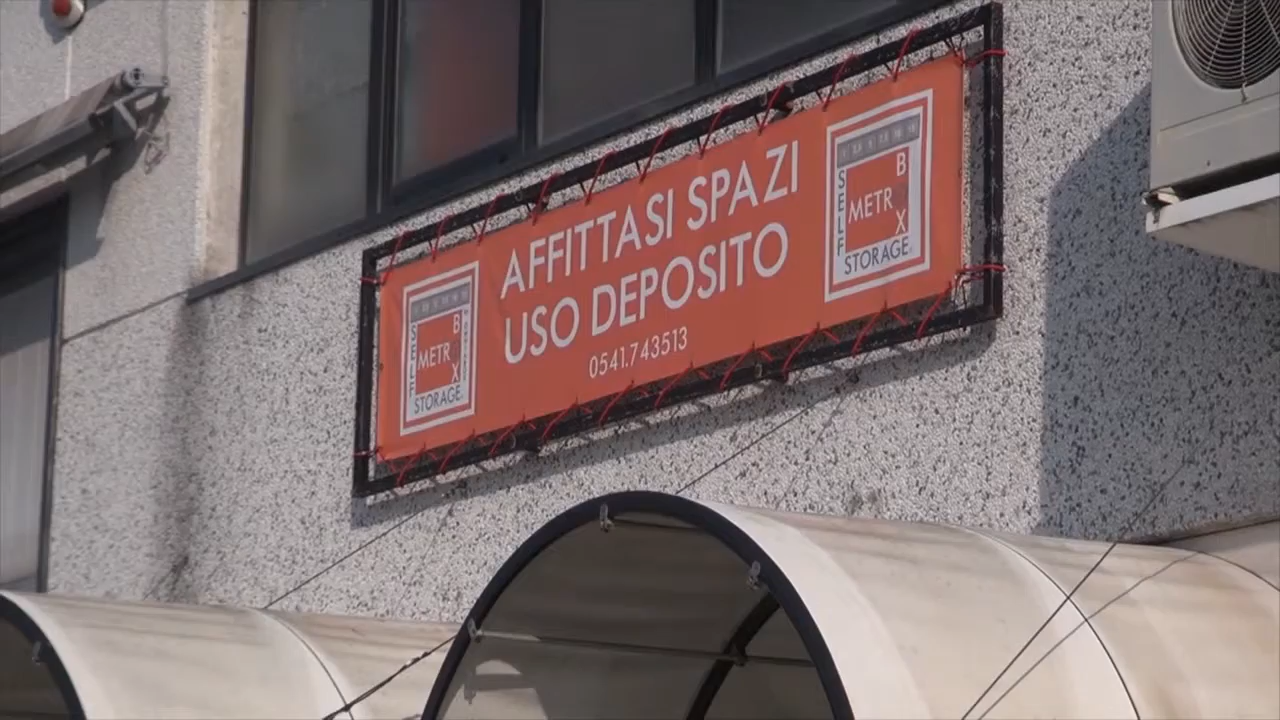 AFFITTASI SPAZI
USO DEPOSITO
0541.743513
SELF
METR
B
X
STORAGE
SELF
METR
B
X
STORAGE